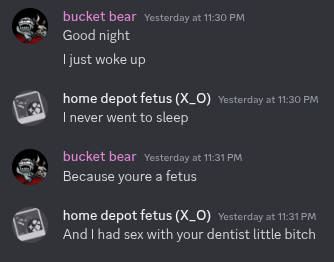 bucket bear Yesterday at 11:30 PM
Good night
I just woke up
home depot fetus (X_O) Yesterday at 11:30 PM
I never went to sleep
bucket bear Yesterday at 11:31 PM
Because youre a fetus
home depot fetus (X_O) Yesterday at 11:31 PM
And I had sex with your dentist little bitch